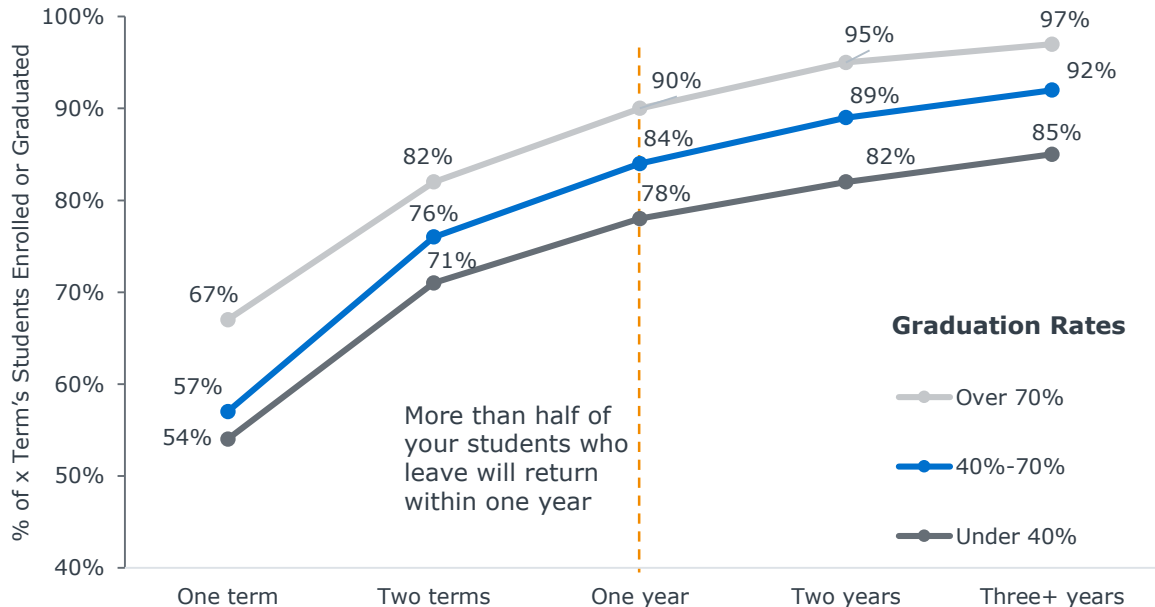 % of x Term's Students Enrolled or Graduated
100%
90%
80%
70%
60%
50%
40%
67%
82%
90%
95%
97%
57%
76%
84%
89%
92%
54%
71%
78%
82%
85%
More than half of
your students who
leave will return
within one year
Graduation Rates
Over 70%
40%-70%
Under 40%
One term
Two terms
One year
Two years
Three+ years